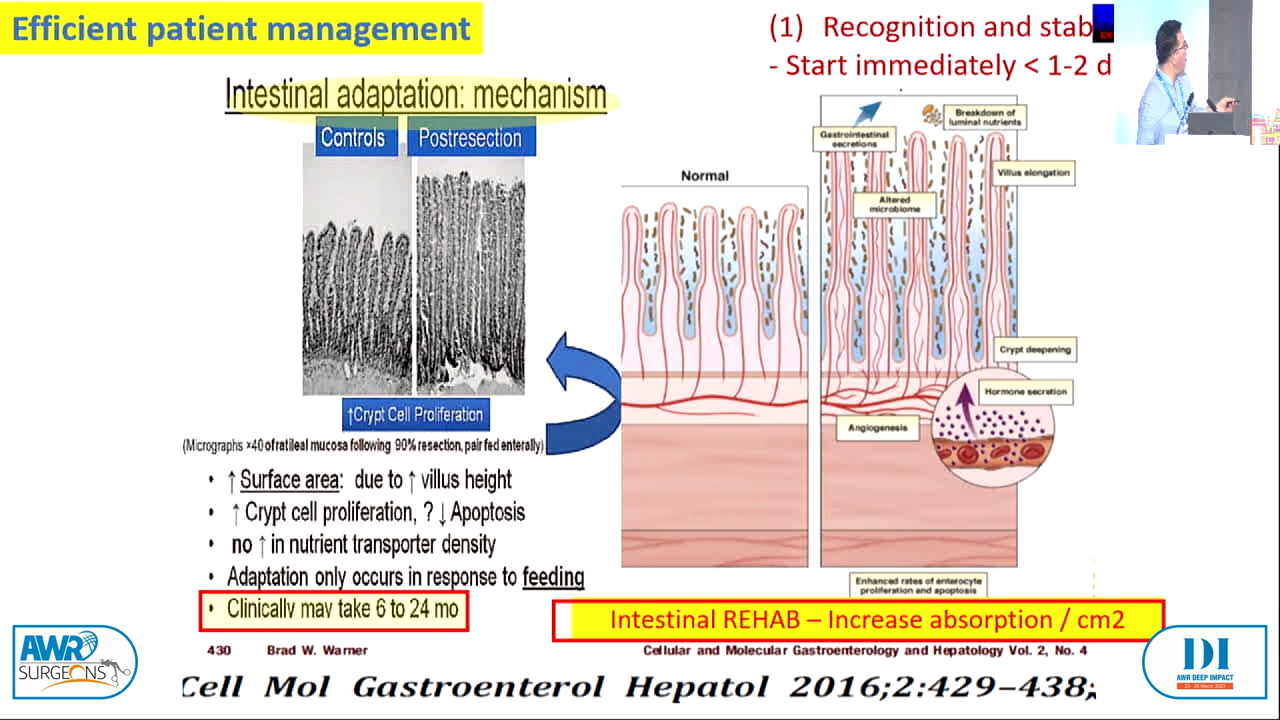 Efficient patient management
(1) Recognition and stab
- Start immediately < 1-2 d
Intestinal adaptation: mechanism
Controls
Postresection
↑Crypt Cell Proliferation
(Micrographs ×40 of rat ileal mucosa following 90% resection, pair fed enterally)
• ↑ Surface area: due to ↑ villus height
• ↑ Crypt cell proliferation, ? ↓ Apoptosis
• no ↑ in nutrient transporter density
• Adaptation only occurs in response to feeding
• Clinically may take 6 to 24 mo
Normal
Gastrointestinal
secretions
Breakdown of
luminal nutrients
Villus elongation
Altered
microbiome
Crypt deepening
Hormone secretion
Angiogenesis
Enhanced rates of enterocyte
proliferation and apoptosis
Intestinal REHAB – Increase absorption / cm2
430 Brad W. Warner
Cellular and Molecular Gastroenterology and Hepatology Vol. 2, No. 4
Cell Mol Gastroenterol Hepatol 2016;2:429–438;
AWR
SURGEONS
DI
AWR DEEP IMPACT